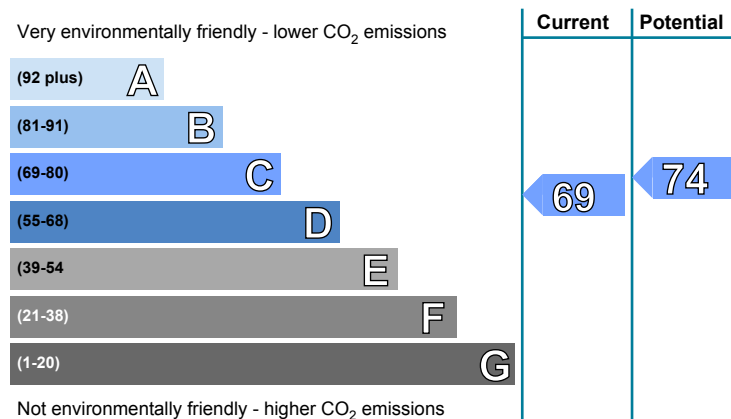 Very environmentally friendly - lower CO2 emissions
Current
Potential
(92 plus) A
(81-91) B
(69-80) C
(55-68) D
(39-54 E
(21-38) F
(1-20) G
69
74
Not environmentally friendly - higher CO2 emissions